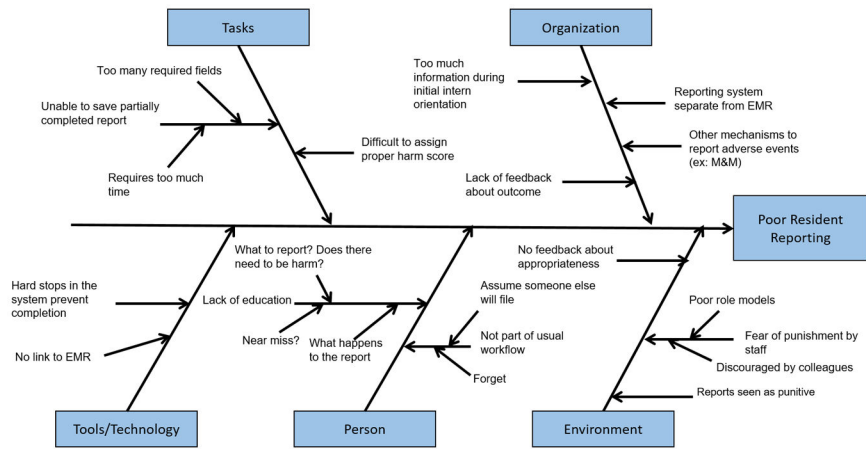 Tasks
Organization
Too many required fields
Unable to save partially
completed report
Requires too much
time
Difficult to assign
proper harm score
Too much
information during
initial intern
orientation
Reporting system
separate from EMR
Other mechanisms to
report adverse events
(ex: M&M)
Lack of feedback
about outcome
Poor Resident
Reporting
Hard stops in the
system prevent
completion
No link to EMR
What to report? Does there
need to be harm?
Lack of education
Near miss?
What happens
to the report
Assume someone else
will file
Not part of usual
workflow
Forget
No feedback about
appropriateness
Poor role models
Fear of punishment by
staff
Discouraged by colleagues
Reports seen as punitive
Tools/Technology
Person
Environment